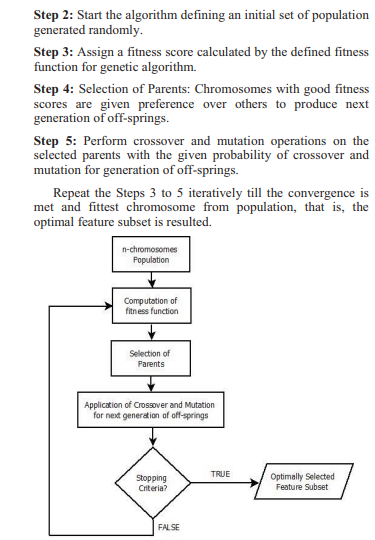 Step 2: Start the algorithm defining an initial set of population
generated randomly.
Step 3: Assign a fitness score calculated by the defined fitness
function for genetic algorithm.
Step 4: Selection of Parents: Chromosomes with good fitness
scores are given preference over others to produce next
generation of off-springs.
Step 5: Perform crossover and mutation operations on the
selected parents with the given probability of crossover and
mutation for generation of off-springs.
Repeat the Steps 3 to 5 iteratively till the convergence is
met and fittest chromosome from population, that is, the
optimal feature subset is resulted.
n-chromosomes
Population
Computation of
fitness function
Selection of
Parents
Application of Crossover and Mutation
for next generation of off-springs
Stopping
Criteria?
TRUE
Optimally Selected
Feature Subset
FALSE